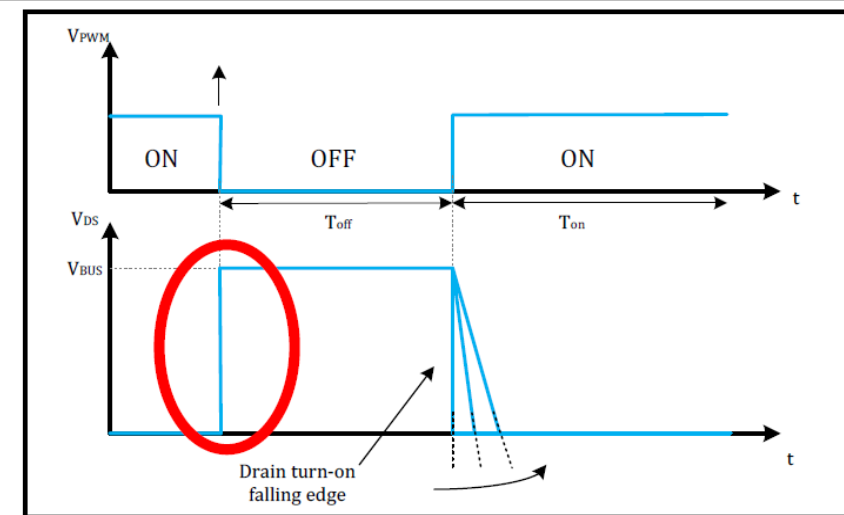 VPWM
ON
OFF
ON
t
Toff
Ton
VDS
VBUS
Drain turn-on
falling edge
t